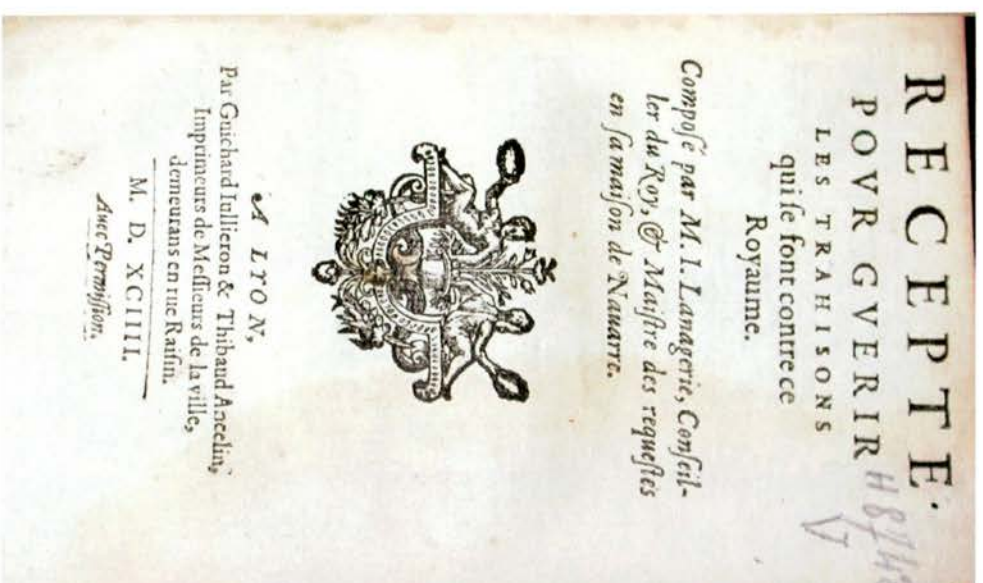 RECEPTE
POVR GVERIR
LES TRAHISONS
qui ſe font contre ce
Royaume.
Compoſé par M. I. Lanagerie, Conſeil-
ler du Roy, & Maiſtre des requeſtes
en ſa maiſon de Nauarre.
A LYON,
Par Guichard Iullieron & Thibaud Ancelin,
Imprimeurs de Meſſieurs de la ville,
demeurans en rue Raiſin.
M. D. XCIIII.
Auec Permiſſion.